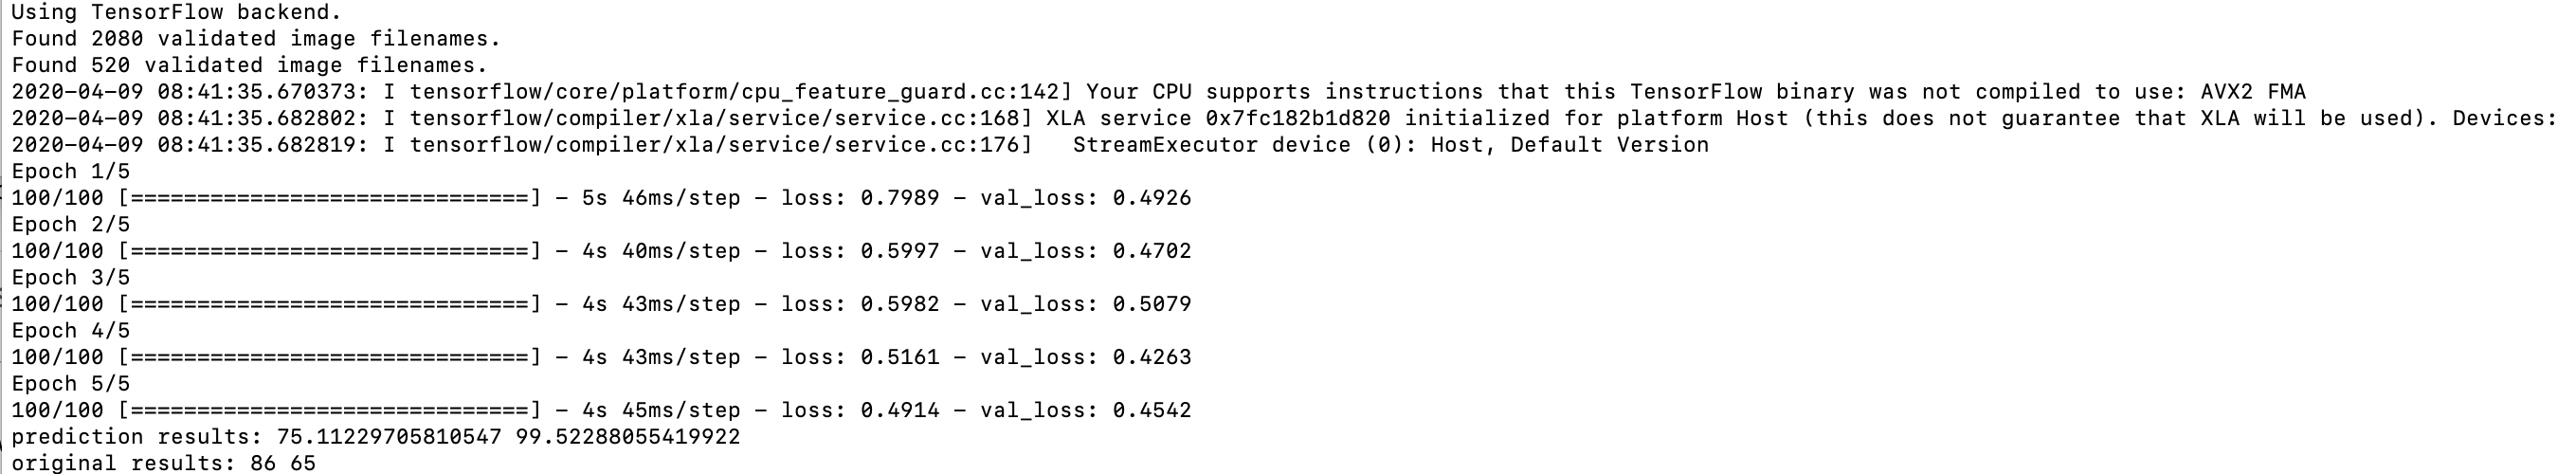 Using TensorFlow backend.
Found 2080 validated image filenames.
Found 520 validated image filenames.
2020-04-09 08:41:35.670373: I tensorflow/core/platform/cpu_feature_guard.cc:142] Your CPU supports instructions that this TensorFlow binary was not compiled to use: AVX2 FMA
2020-04-09 08:41:35.682802: I tensorflow/compiler/xla/service/service.cc:168] XLA service 0x7fc182b1d820 initialized for platform Host (this does not guarantee that XLA will be used). Devices:
2020-04-09 08:41:35.682819: I tensorflow/compiler/xla/service/service.cc:176]   StreamExecutor device (0): Host, Default Version
Epoch 1/5
100/100 [==============================] - 5s 46ms/step - loss: 0.7989 - val_loss: 0.4926
Epoch 2/5
100/100 [==============================] - 4s 40ms/step - loss: 0.5997 - val_loss: 0.4702
Epoch 3/5
100/100 [==============================] - 4s 43ms/step - loss: 0.5982 - val_loss: 0.5079
Epoch 4/5
100/100 [==============================] - 4s 43ms/step - loss: 0.5161 - val_loss: 0.4263
Epoch 5/5
100/100 [==============================] - 4s 45ms/step - loss: 0.4914 - val_loss: 0.4542
prediction results: 75.11229705810547 99.52288055419922
original results: 86 65